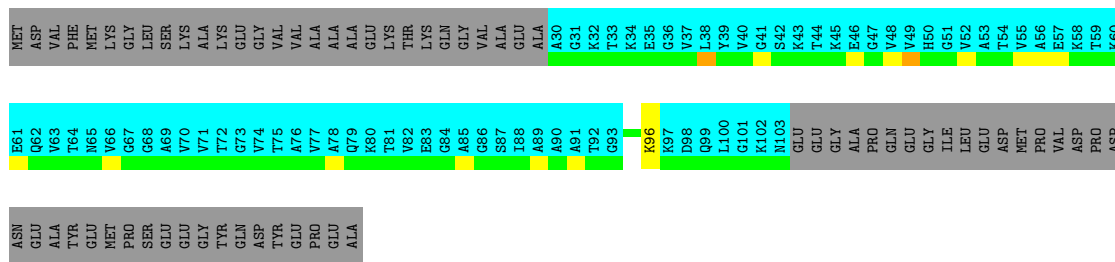 MET ASP VAL PHE MET LYS GLY LEU SER LYS ALA LYS GLU GLY VAL VAL ALA ALA ALA GLU LYS THR LYS GLN GLY VAL ALA GLU ALA A30 G31 K32 T33 K34 E35 G36 V37 L38 Y39 V40 G41 S42 K43 T44 K45 E46 G47 V48 V49 H50 G51 V52 A53 T54 V55 A56 E57 K58 T59 K60
E61 Q62 V63 T64 N65 V66 G67 G68 A69 V70 V71 T72 G73 V74 T75 A76 V77 A78 Q79 K80 T81 V82 E83 G84 A85 G86 S87 I88 A89 A90 A91 T92 G93 K96 K97 D98 Q99 L100 G101 K102 N103 GLU GLU GLY ALA PRO GLN GLU GLY ILE LEU GLU ASP MET PRO VAL ASP PRO ASP
ASN GLU ALA TYR GLU MET PRO SER GLU GLU GLY TYR GLN ASP TYR GLU PRO GLU ALA